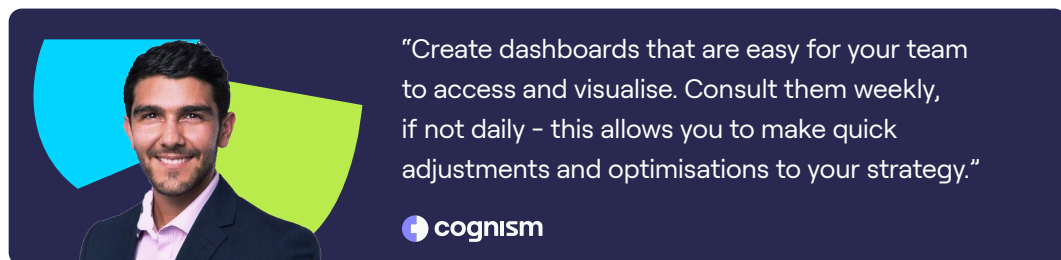 “Create dashboards that are easy for your team
to access and visualise. Consult them weekly,
if not daily - this allows you to make quick
adjustments and optimisations to your strategy.”
cognism